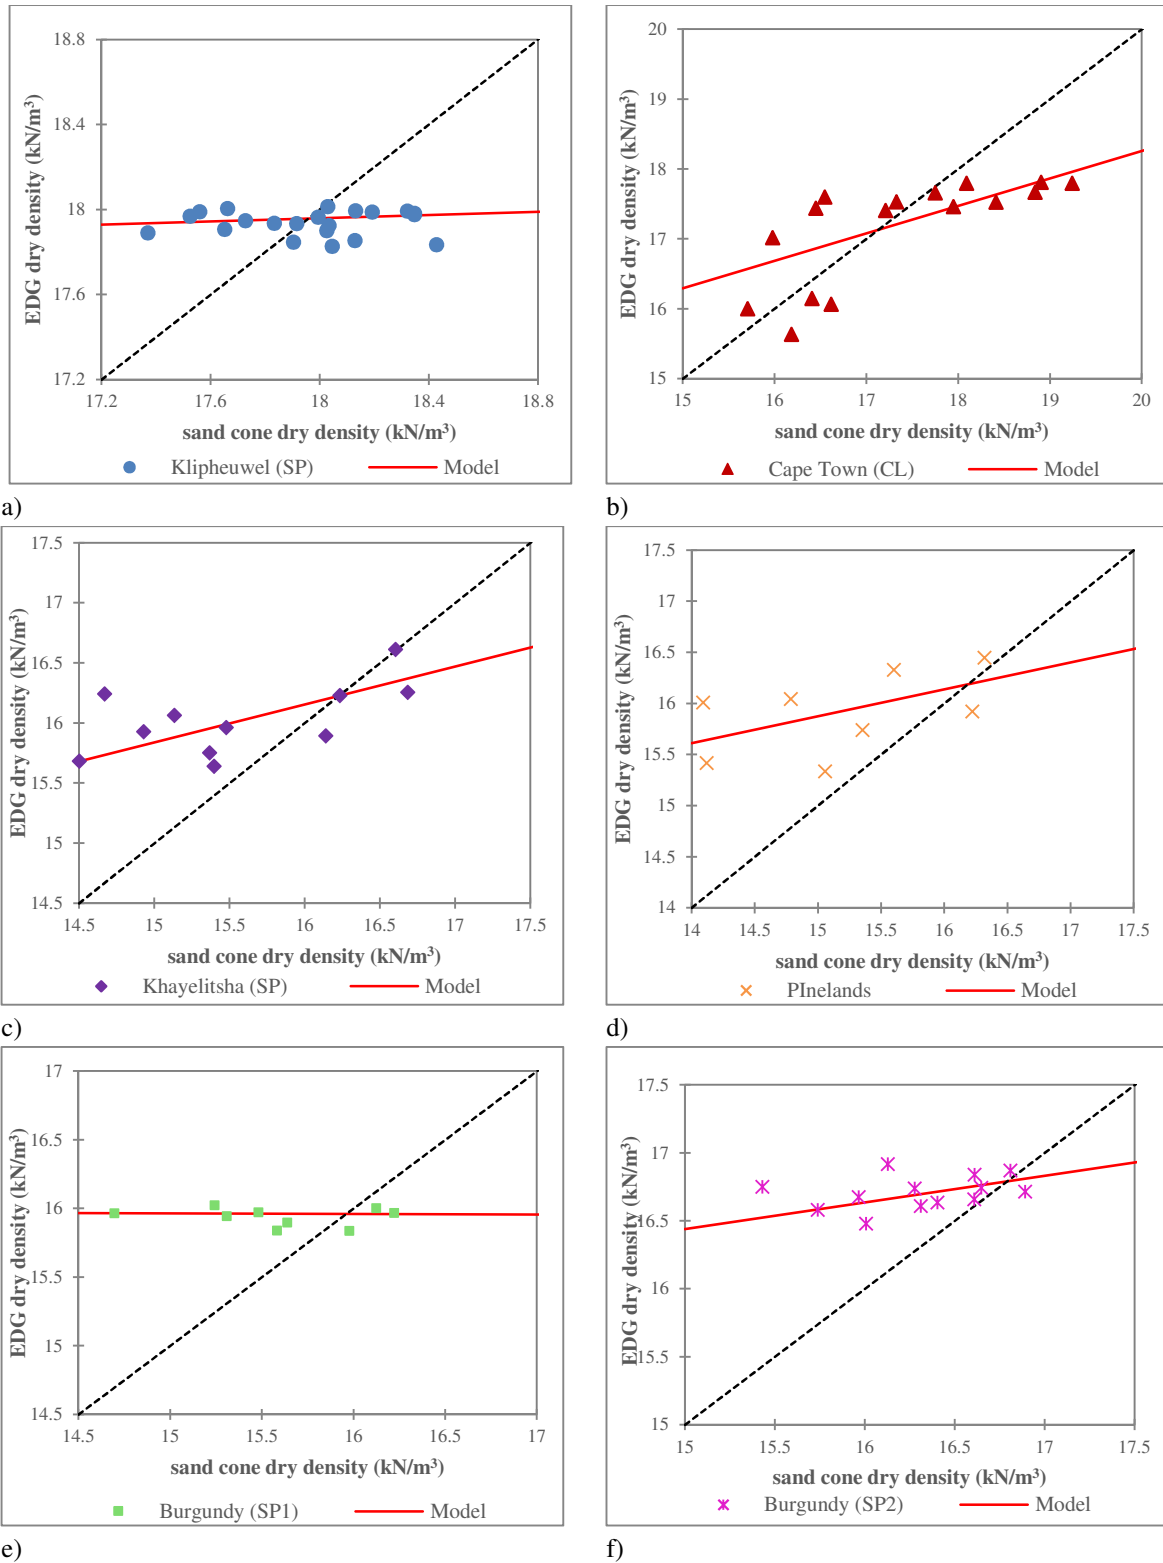 18.8
18.4
18
17.6
17.2
17.2 17.6 18 18.4 18.8
EDG dry density (kN/m³)
sand cone dry density (kN/m³)
Klipheuwel (SP) Model
a)
20
19
18
17
16
15
15 16 17 18 19 20
EDG dry density (kN/m³)
sand cone dry density (kN/m³)
Cape Town (CL) Model
b)
17.5
17
16.5
16
15.5
15
14.5
14.5 15 15.5 16 16.5 17 17.5
EDG dry density (kN/m³)
sand cone dry density (kN/m³)
Khayelitsha (SP) Model
c)
17.5
17
16.5
16
15.5
15
14.5
14
14 14.5 15 15.5 16 16.5 17 17.5
EDG dry density (kN/m³)
sand cone dry density (kN/m³)
PInelands Model
d)
17
16.5
16
15.5
15
14.5
14.5 15 15.5 16 16.5 17
EDG dry density (kN/m³)
sand cone dry density (kN/m³)
Burgundy (SP1) Model
e)
17.5
17
16.5
16
15.5
15
15 15.5 16 16.5 17 17.5
EDG dry density (kN/m³)
sand cone dry density (kN/m³)
Burgundy (SP2) Model
f)